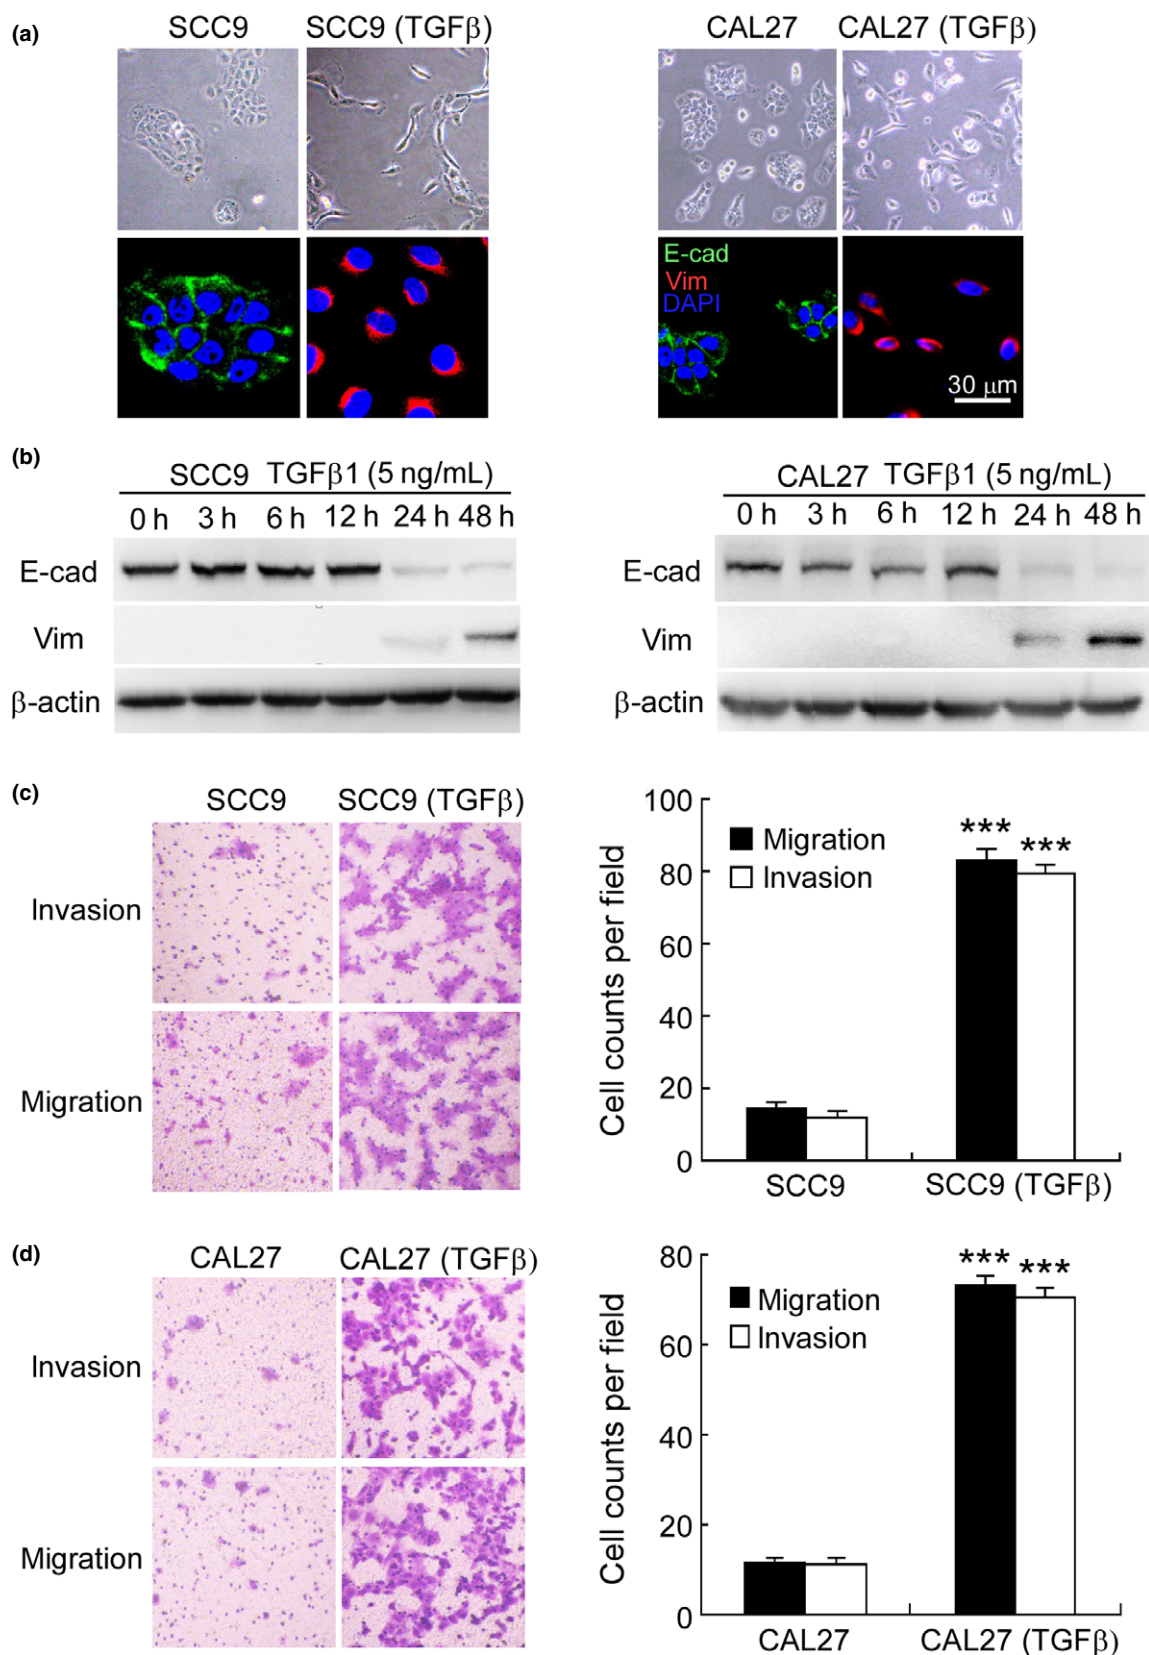 (a)
SCC9 SCC9 (TGFβ) CAL27 CAL27 (TGFβ)
E-cad
Vim
DAPI
30 μm
(b)
SCC9 TGFβ1 (5 ng/mL)
0 h 3 h 6 h 12 h 24 h 48 h
E-cad
Vim
β-actin
CAL27 TGFβ1 (5 ng/mL)
0 h 3 h 6 h 12 h 24 h 48 h
E-cad
Vim
β-actin
(c)
SCC9 SCC9 (TGFβ)
Invasion
Migration
Cell counts per field
100
80
60
40
20
0
Migration
Invasion
*** ***
SCC9 SCC9 (TGFβ)
(d)
CAL27 CAL27 (TGFβ)
Invasion
Migration
Cell counts per field
80
60
40
20
0
Migration
Invasion
*** ***
CAL27 CAL27 (TGFβ)